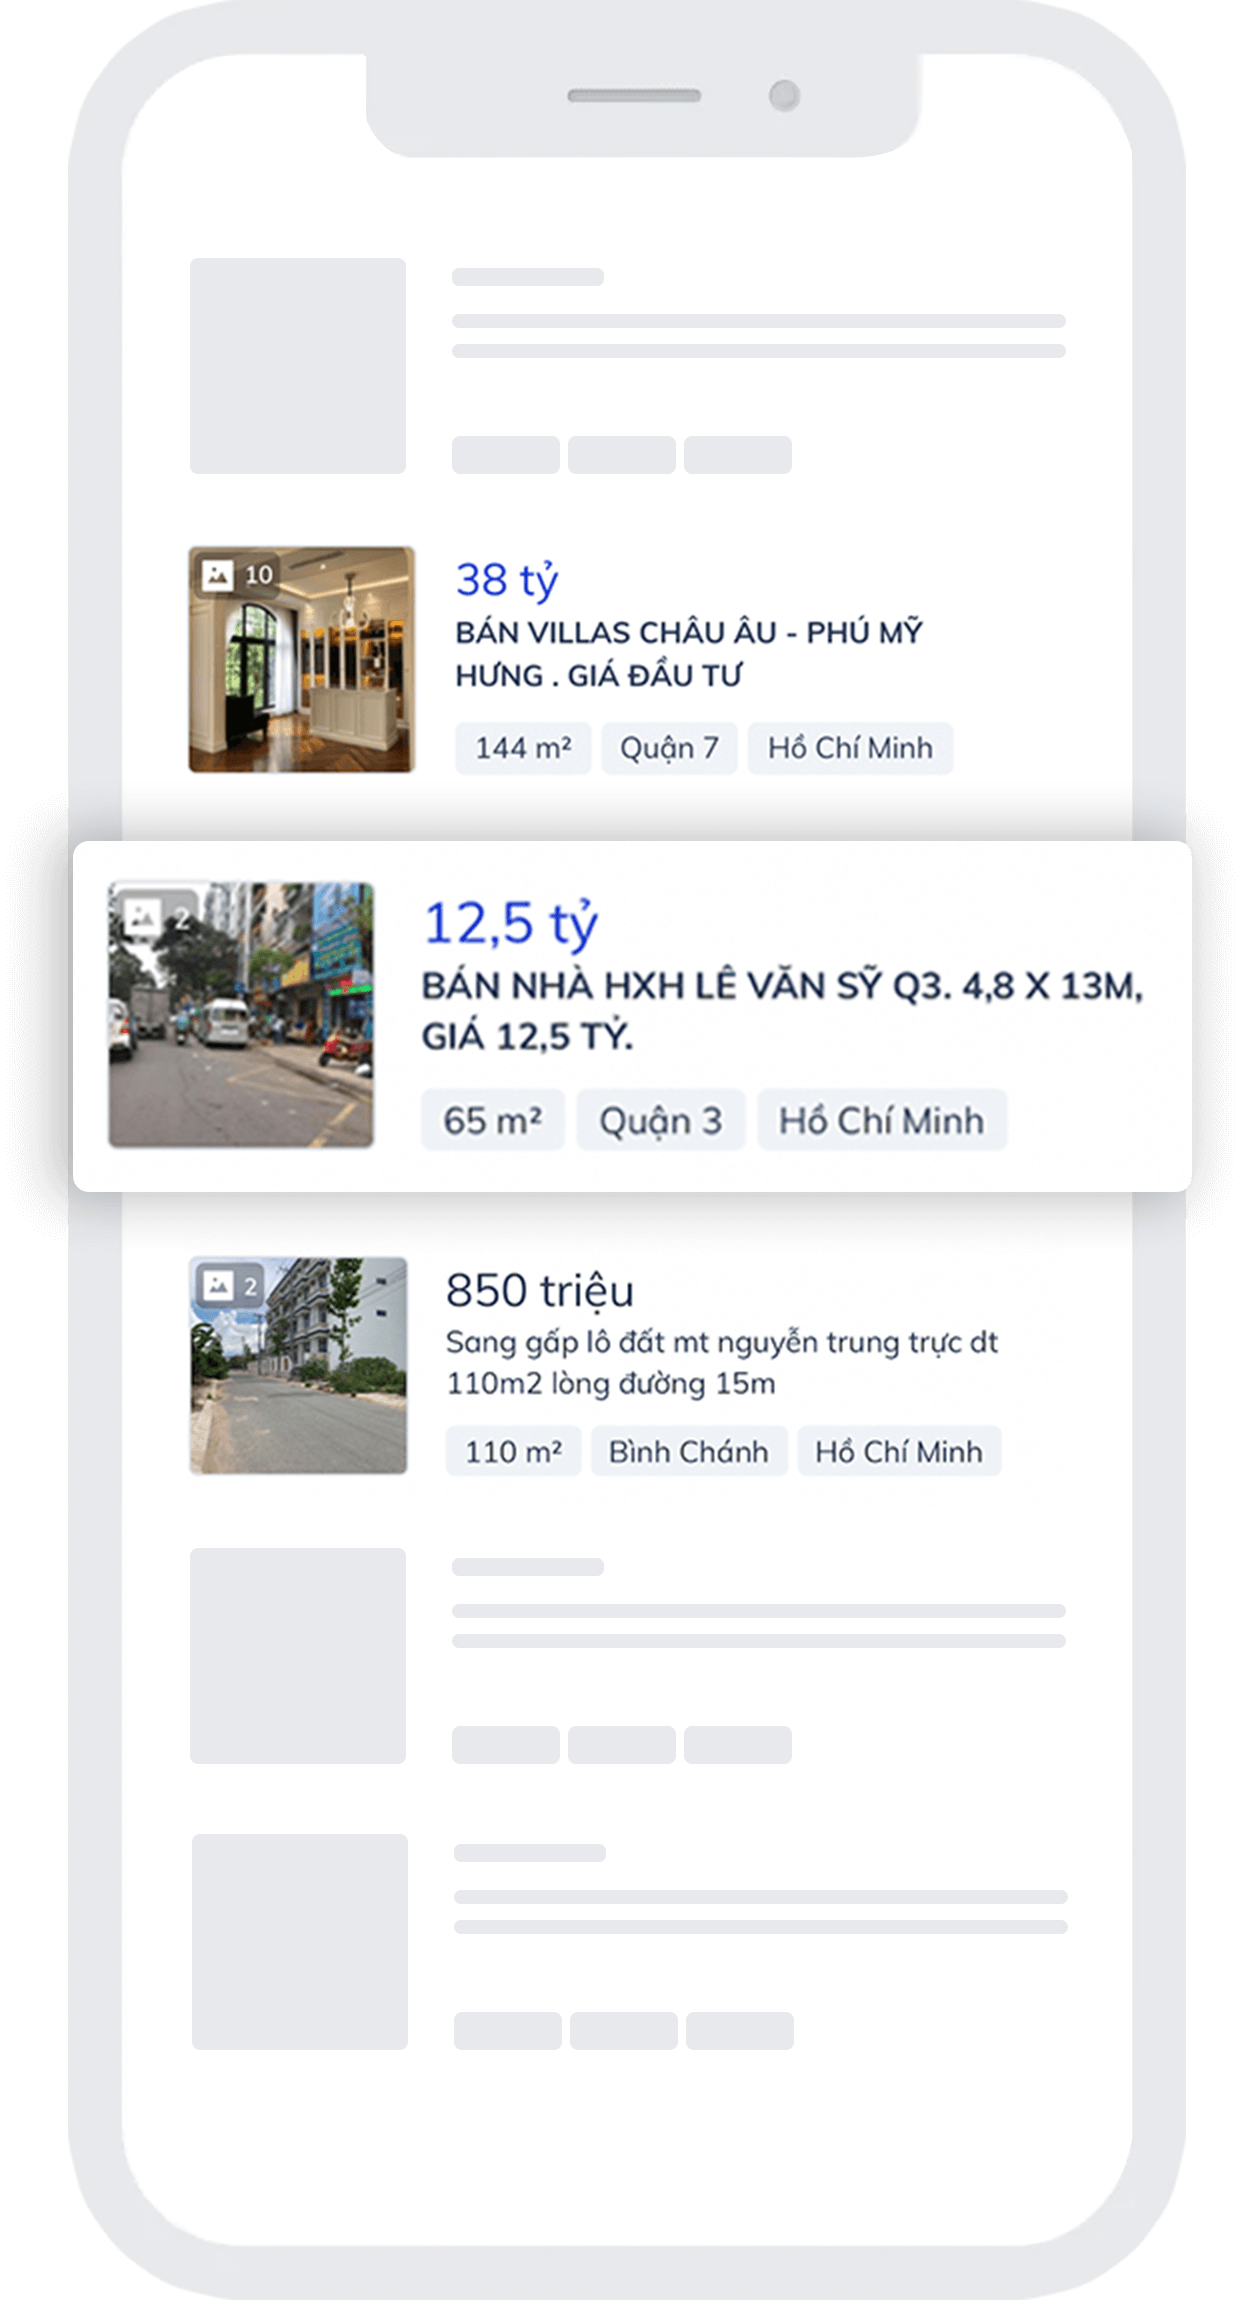 10
38 tỷ
BÁN VILLAS CHÂU ÂU - PHÚ MỸ
HƯNG . GIÁ ĐẦU TƯ
144 m² Quận 7 Hồ Chí Minh
2
12,5 tỷ
BÁN NHÀ HXH LÊ VĂN SỸ Q3. 4,8 X 13M,
GIÁ 12,5 TỶ.
65 m² Quận 3 Hồ Chí Minh
2
850 triệu
Sang gấp lô đất mt nguyễn trung trực dt
110m2 lòng đường 15m
110 m² Bình Chánh Hồ Chí Minh